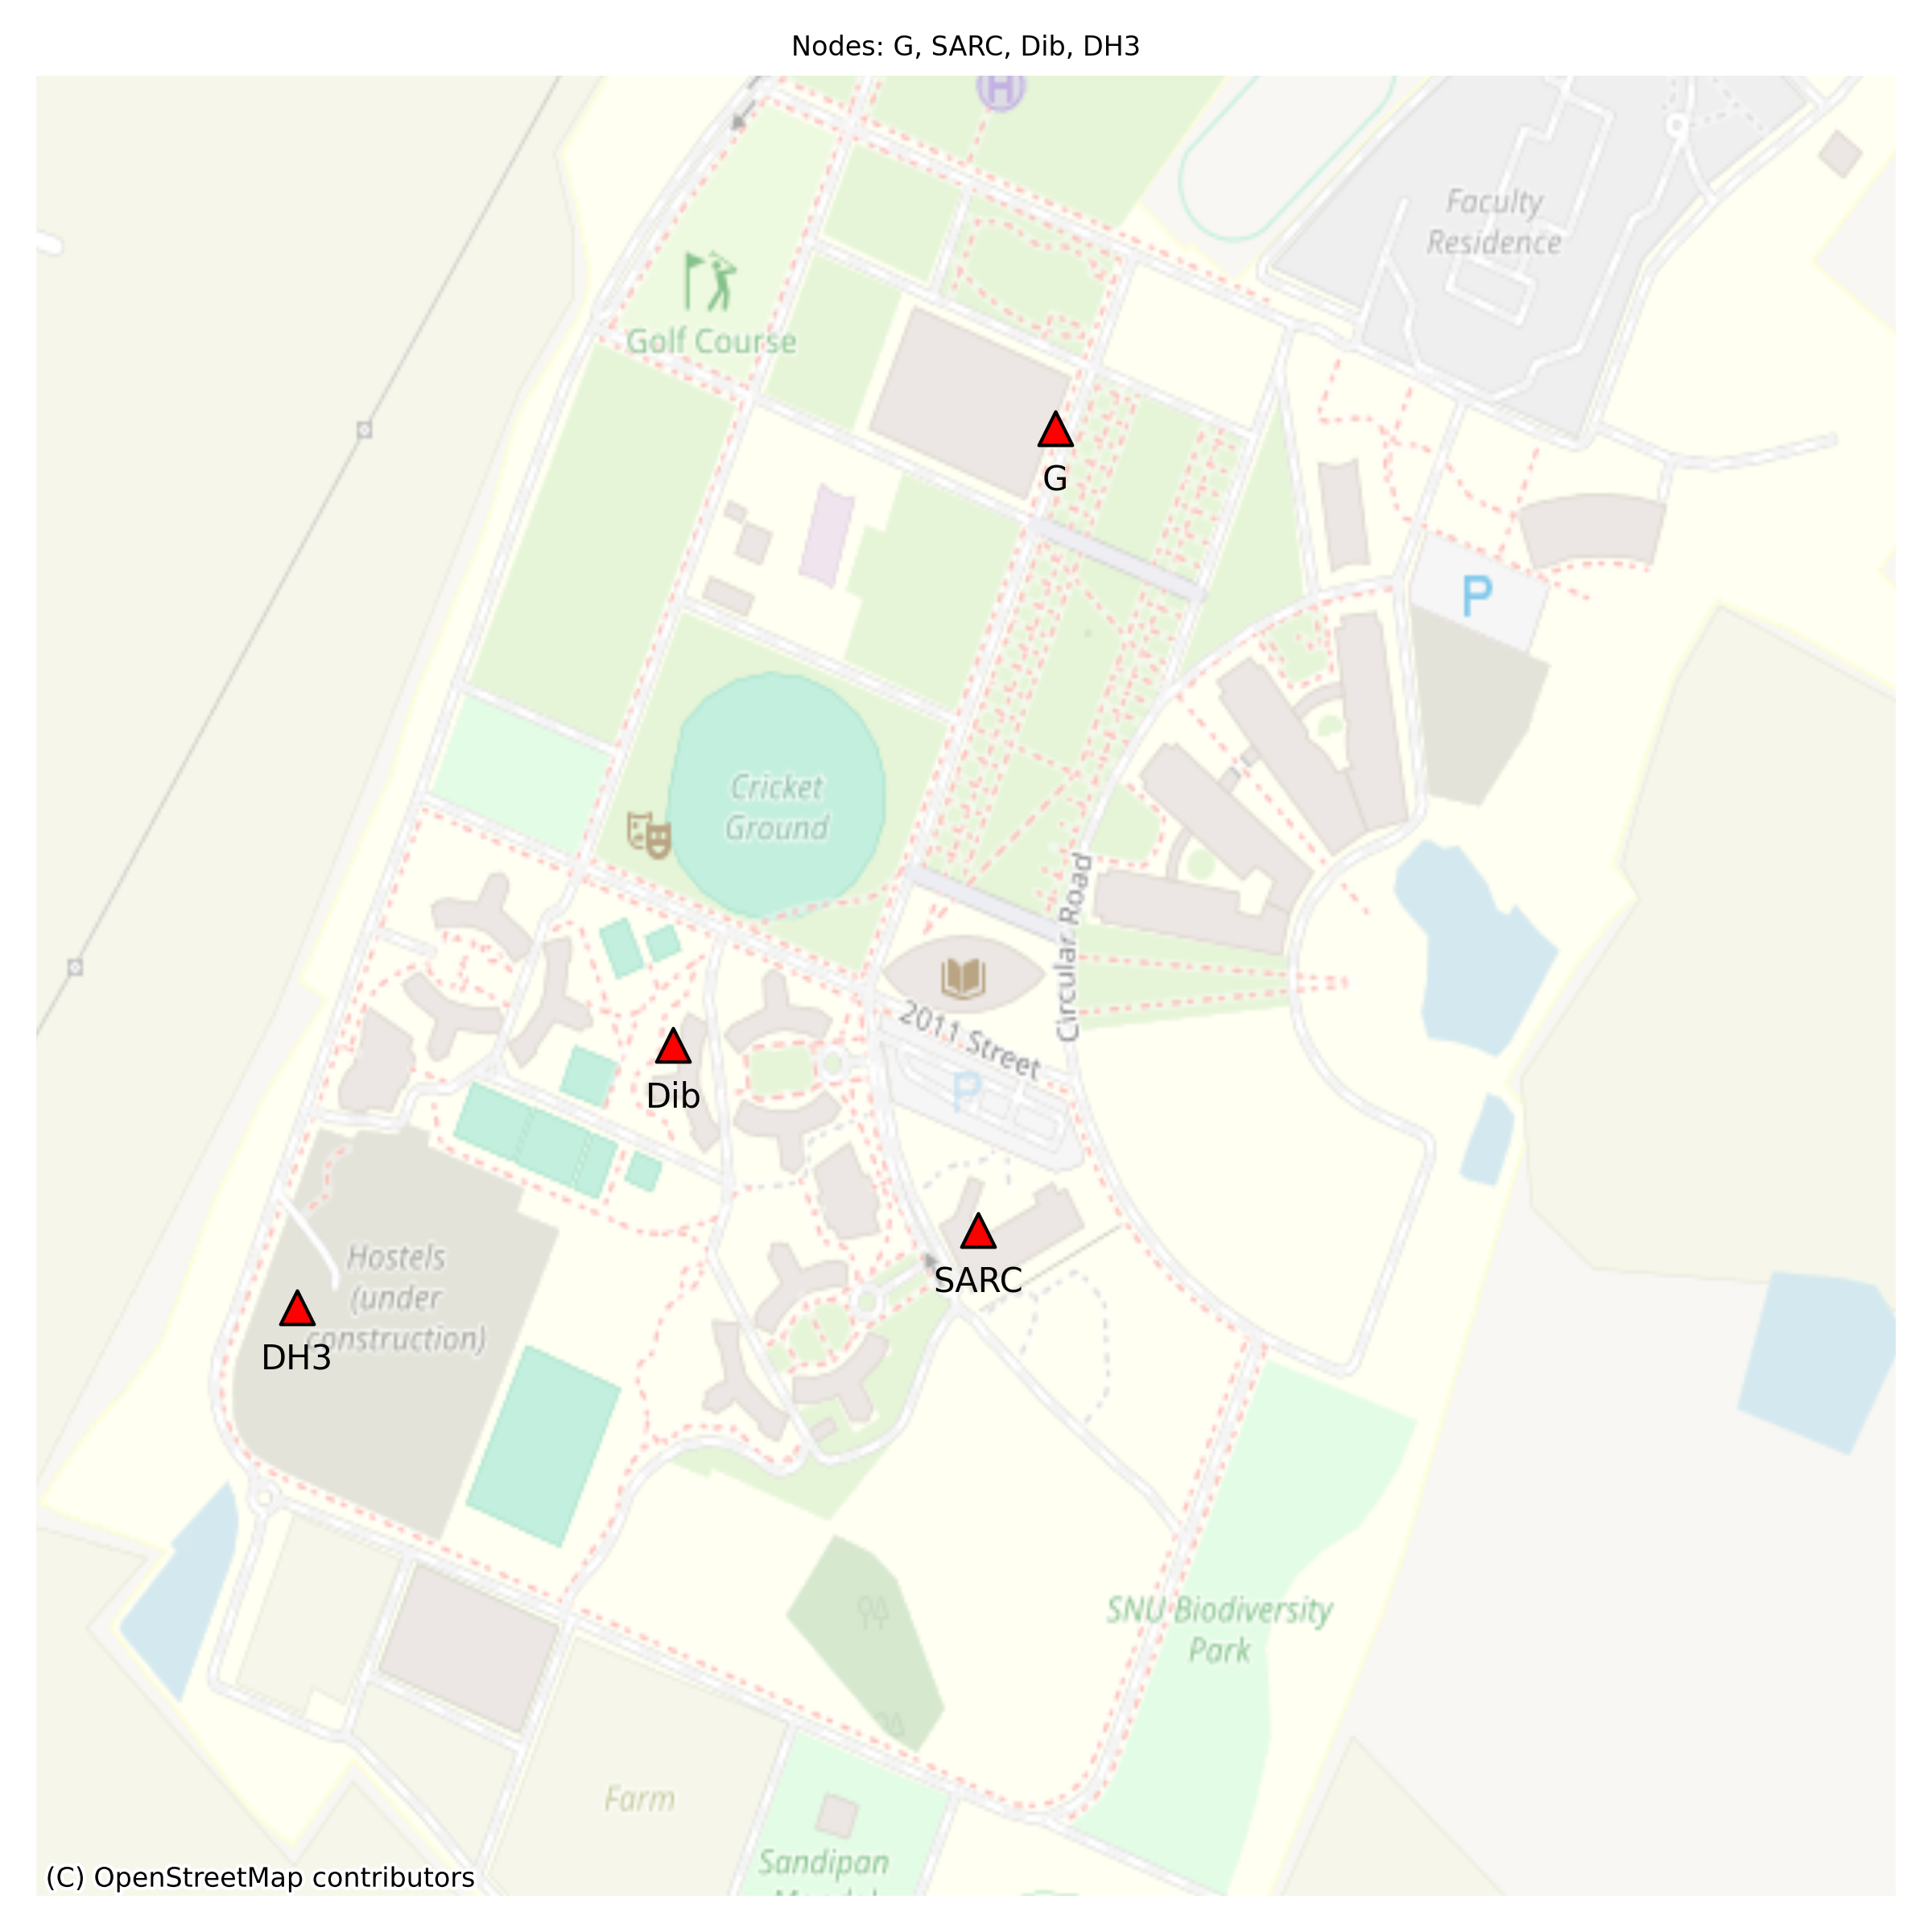 Nodes: G, SARC, Dib, DH3
H
Faculty
Residence
Golf Course
G
P
Cricket
Ground
Circular Road
2011 Street
P
Dib
SARC
Hostels
(under
construction)
DH3
SNU Biodiversity
Park
Farm
Sandipan
(C) OpenStreetMap contributors